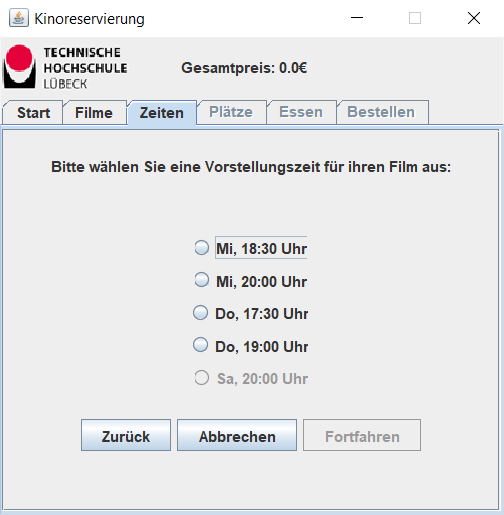 Kinoreservierung
TECHNISCHE
HOCHSCHULE
LÜBECK
Gesamtpreis: 0.0€
Start Filme Zeiten Plätze Essen Bestellen
Bitte wählen Sie eine Vorstellungszeit für ihren Film aus:
Mi, 18:30 Uhr
Mi, 20:00 Uhr
Do, 17:30 Uhr
Do, 19:00 Uhr
Sa, 20:00 Uhr
Zurück Abbrechen Fortfahren